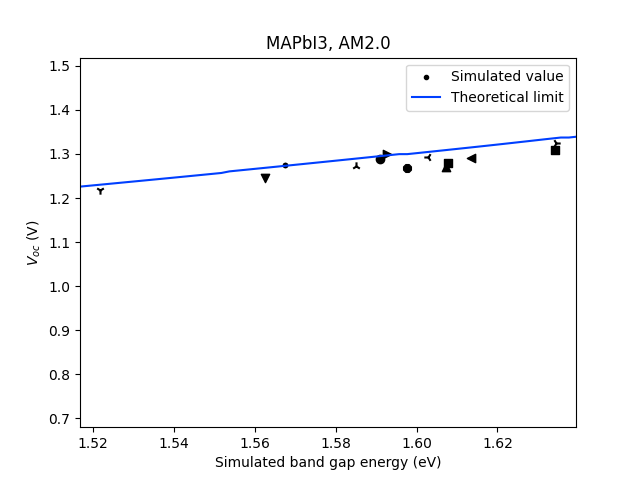 MAPbI3, AM2.0
Simulated value
Theoretical limit
1.5
1.4
1.3
1.2
1.1
1.0
0.9
0.8
0.7
V_oc (V)
1.52 1.54 1.56 1.58 1.60 1.62
Simulated band gap energy (eV)